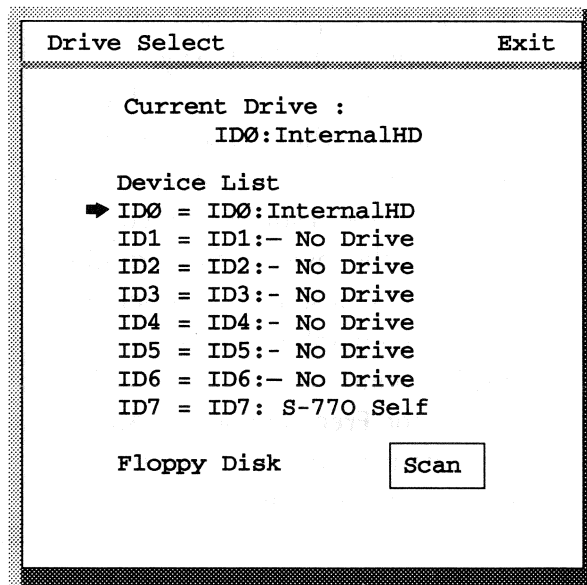 Drive Select Exit
Current Drive :
IDØ:InternalHD
Device List
IDØ = IDØ:InternalHD
ID1 = ID1:— No Drive
ID2 = ID2:- No Drive
ID3 = ID3:- No Drive
ID4 = ID4:- No Drive
ID5 = ID5:- No Drive
ID6 = ID6:— No Drive
ID7 = ID7: S-770 Self
Floppy Disk Scan